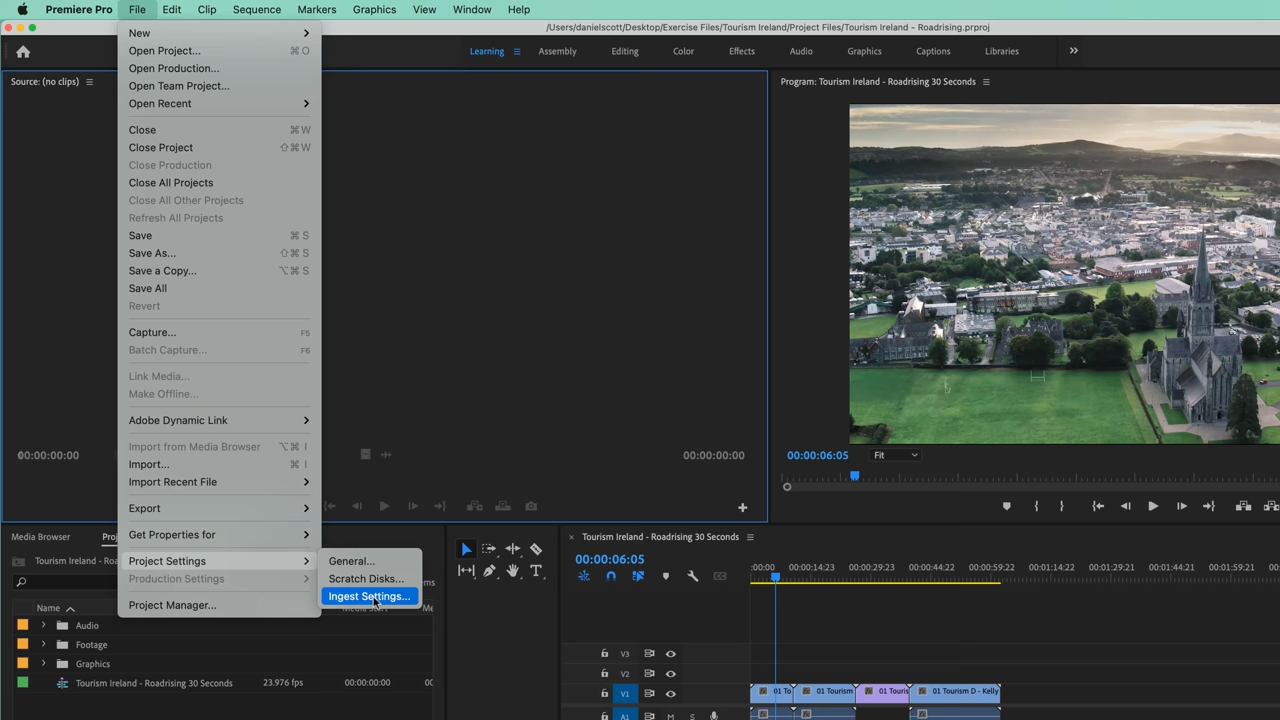 Premiere Pro File Edit Clip Sequence Markers Graphics View Window Help
/Users/danielscott/Desktop/Exercise Files/Tourism Ireland/Project Files/Tourism Ireland - Roadrising.prproj
Learning Assembly Editing Color Effects Audio Graphics Captions Libraries
Source: (no clips)
Program: Tourism Ireland - Roadrising 30 Seconds
New
Open Project... ⌘ O
Open Production...
Open Team Project...
Open Recent
Close ⌘ W
Close Project ⇧⌘ W
Close Production
Close All Projects
Close All Other Projects
Refresh All Projects
Save ⌘ S
Save As... ⇧⌘ S
Save a Copy... ⌥⌘ S
Save All
Revert
Capture... F5
Batch Capture... F6
Link Media...
Make Offline...
Adobe Dynamic Link
Import from Media Browser ⌥⌘ I
Import... ⌘ I
Import Recent File
Export
Get Properties for
Project Settings
Production Settings
Project Manager...
General...
Scratch Disks...
Ingest Settings...
00:00:00:00
00:00:00:00
00:00:06:05
Fit
Media Browser
Tourism Ireland - Ro
Name
Audio
Footage
Graphics
Tourism Ireland - Roadrising 30 Seconds 23.976 fps 00:00:00:00 00
× Tourism Ireland - Roadrising 30 Seconds
00:00:06:05
:00:00 00:00:14:23 00:00:29:23 00:00:44:22 00:00:59:22 00:01:14:22 00:01:29:21 00:01:44:21 00:01:59:21
V3
V2
V1
01 To 01 Tourism 01 Touris 01 Tourism D - Kelly
A1 M S